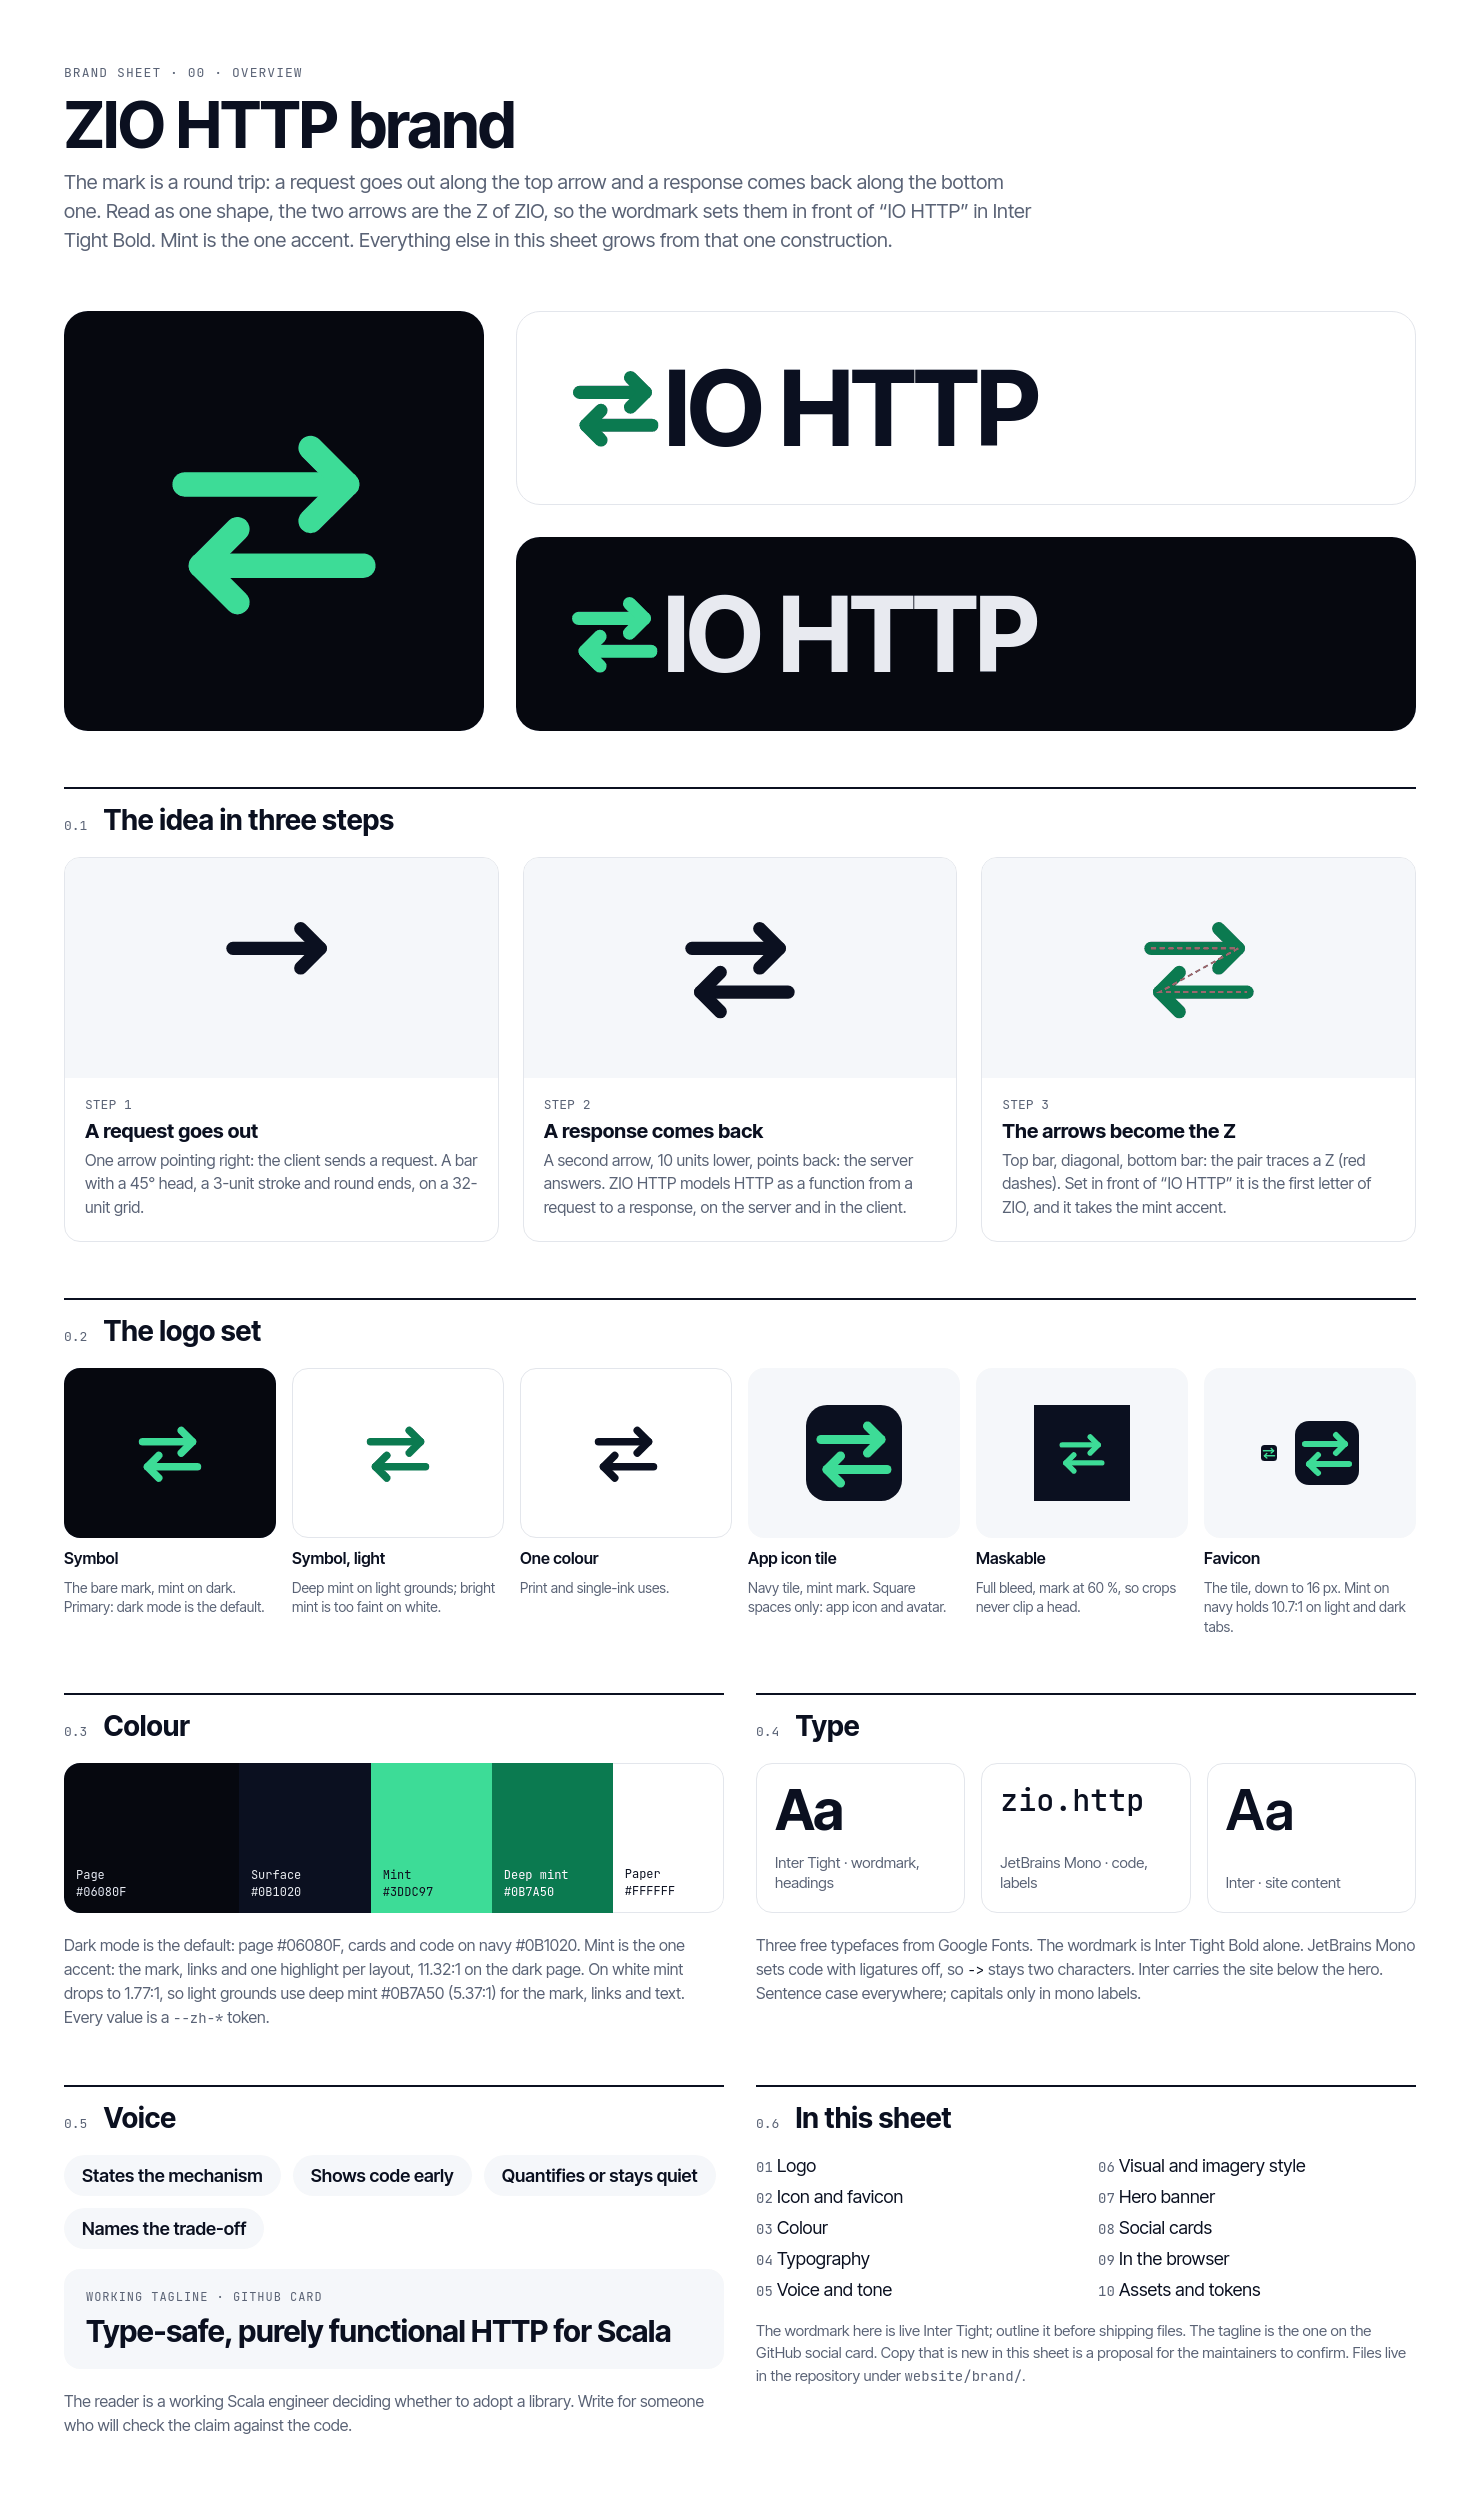 BRAND SHEET · 00 · OVERVIEW
ZIO HTTP brand
The mark is a round trip: a request goes out along the top arrow and a response comes back along the bottom
one. Read as one shape, the two arrows are the Z of ZIO, so the wordmark sets them in front of “IO HTTP” in Inter
Tight Bold. Mint is the one accent. Everything else in this sheet grows from that one construction.
IO HTTP
IO HTTP
0.1 The idea in three steps
STEP 1
A request goes out
One arrow pointing right: the client sends a request. A bar
with a 45° head, a 3-unit stroke and round ends, on a 32-
unit grid.
STEP 2
A response comes back
A second arrow, 10 units lower, points back: the server
answers. ZIO HTTP models HTTP as a function from a
request to a response, on the server and in the client.
STEP 3
The arrows become the Z
Top bar, diagonal, bottom bar: the pair traces a Z (red
dashes). Set in front of “IO HTTP” it is the first letter of
ZIO, and it takes the mint accent.
0.2 The logo set
Symbol
The bare mark, mint on dark.
Primary: dark mode is the default.
Symbol, light
Deep mint on light grounds; bright
mint is too faint on white.
One colour
Print and single-ink uses.
App icon tile
Navy tile, mint mark. Square
spaces only: app icon and avatar.
Maskable
Full bleed, mark at 60 %, so crops
never clip a head.
Favicon
The tile, down to 16 px. Mint on
navy holds 10.7:1 on light and dark
tabs.
0.3 Colour
Page
#06080F
Surface
#0B1020
Mint
#3DDC97
Deep mint
#0B7A50
Paper
#FFFFFF
Dark mode is the default: page #06080F, cards and code on navy #0B1020. Mint is the one
accent: the mark, links and one highlight per layout, 11.32:1 on the dark page. On white mint
drops to 1.77:1, so light grounds use deep mint #0B7A50 (5.37:1) for the mark, links and text.
Every value is a --zh-* token.
0.4 Type
Aa
Inter Tight · wordmark,
headings
zio.http
JetBrains Mono · code,
labels
Aa
Inter · site content
Three free typefaces from Google Fonts. The wordmark is Inter Tight Bold alone. JetBrains Mono
sets code with ligatures off, so -> stays two characters. Inter carries the site below the hero.
Sentence case everywhere; capitals only in mono labels.
0.5 Voice
States the mechanism
Shows code early
Quantifies or stays quiet
Names the trade-off
WORKING TAGLINE · GITHUB CARD
Type-safe, purely functional HTTP for Scala
The reader is a working Scala engineer deciding whether to adopt a library. Write for someone
who will check the claim against the code.
0.6 In this sheet
01 Logo
02 Icon and favicon
03 Colour
04 Typography
05 Voice and tone
06 Visual and imagery style
07 Hero banner
08 Social cards
09 In the browser
10 Assets and tokens
The wordmark here is live Inter Tight; outline it before shipping files. The tagline is the one on the
GitHub social card. Copy that is new in this sheet is a proposal for the maintainers to confirm. Files live
in the repository under website/brand/.